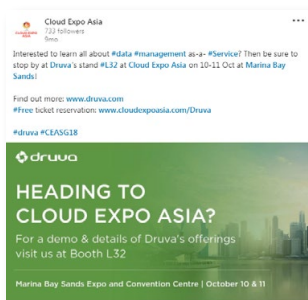 Cloud Expo Asia
733 followers
9mo
Interested to learn all about #data #management as-a- #Service? Then be sure to
stop by at Druva's stand #L32 at Cloud Expo Asia on 10-11 Oct at Marina Bay
Sands!
Find out more: www.druva.com
#Free ticket reservation: www.cloudexpoasia.com/Druva
#druva #CEASG18
druva
HEADING TO
CLOUD EXPO ASIA?
For a demo & details of Druva's offerings
visit us at Booth L32
Marina Bay Sands Expo and Convention Centre | October 10 & 11